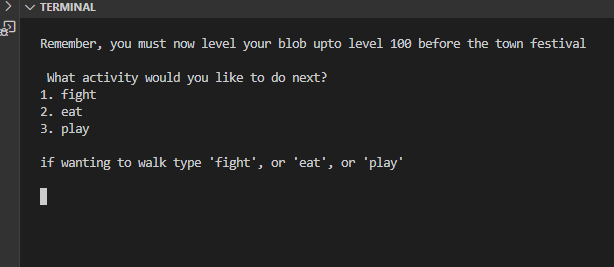 TERMINAL
Remember, you must now level your blob upto level 100 before the town festival
What activity would you like to do next?
1. fight
2. eat
3. play
if wanting to walk type 'fight', or 'eat', or 'play'